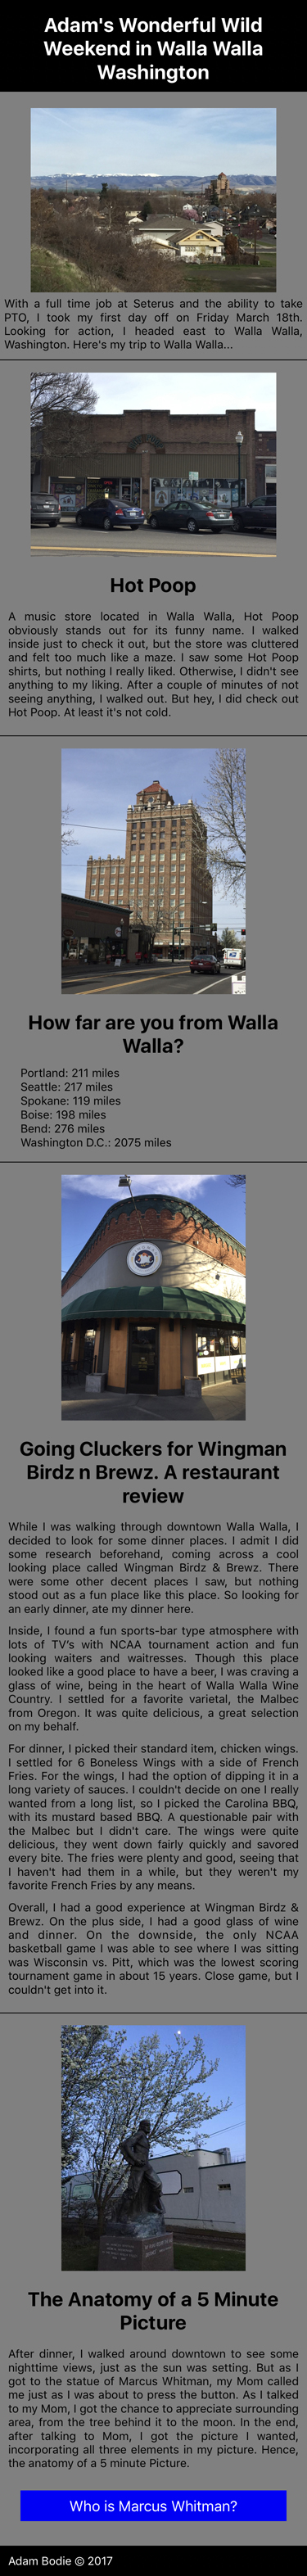 Adam's Wonderful Wild
Weekend in Walla Walla
Washington
With a full time job at Seterus and the ability to take
PTO, I took my first day off on Friday March 18th.
Looking for action, I headed east to Walla Walla,
Washington. Here's my trip to Walla Walla...
Hot Poop
A music store located in Walla Walla, Hot Poop
obviously stands out for its funny name. I walked
inside just to check it out, but the store was cluttered
and felt too much like a maze. I saw some Hot Poop
shirts, but nothing I really liked. Otherwise, I didn't see
anything to my liking. After a couple of minutes of not
seeing anything, I walked out. But hey, I did check out
Hot Poop. At least it's not cold.
How far are you from Walla
Walla?
Portland: 211 miles
Seattle: 217 miles
Spokane: 119 miles
Boise: 198 miles
Bend: 276 miles
Washington D.C.: 2075 miles
Going Cluckers for Wingman
Birdz n Brewz. A restaurant
review
While I was walking through downtown Walla Walla, I
decided to look for some dinner places. I admit I did
some research beforehand, coming across a cool
looking place called Wingman Birdz & Brewz. There
were some other decent places I saw, but nothing
stood out as a fun place like this place. So looking for
an early dinner, ate my dinner here.
Inside, I found a fun sports-bar type atmosphere with
lots of TV's with NCAA tournament action and fun
looking waiters and waitresses. Though this place
looked like a good place to have a beer, I was craving a
glass of wine, being in the heart of Walla Walla Wine
Country. I settled for a favorite varietal, the Malbec
from Oregon. It was quite delicious, a great selection
on my behalf.
For dinner, I picked their standard item, chicken wings.
I settled for 6 Boneless Wings with a side of French
Fries. For the wings, I had the option of dipping it in a
long variety of sauces. I couldn't decide on one I really
wanted from a long list, so I picked the Carolina BBQ,
with its mustard based BBQ. A questionable pair with
the Malbec but I didn't care. The wings were quite
delicious, they went down fairly quickly and savored
every bite. The fries were plenty and good, seeing that
I haven't had them in a while, but they weren't my
favorite French Fries by any means.
Overall, I had a good experience at Wingman Birdz &
Brewz. On the plus side, I had a good glass of wine
and dinner. On the downside, the only NCAA
basketball game I was able to see where I was sitting
was Wisconsin vs. Pitt, which was the lowest scoring
tournament game in about 15 years. Close game, but I
couldn't get into it.
The Anatomy of a 5 Minute
Picture
After dinner, I walked around downtown to see some
nighttime views, just as the sun was setting. But as I
got to the statue of Marcus Whitman, my Mom called
me just as I was about to press the button. As I talked
to my Mom, I got the chance to appreciate surrounding
area, from the tree behind it to the moon. In the end,
after talking to Mom, I got the picture I wanted,
incorporating all three elements in my picture. Hence,
the anatomy of a 5 minute Picture.
Who is Marcus Whitman?
Adam Bodie © 2017